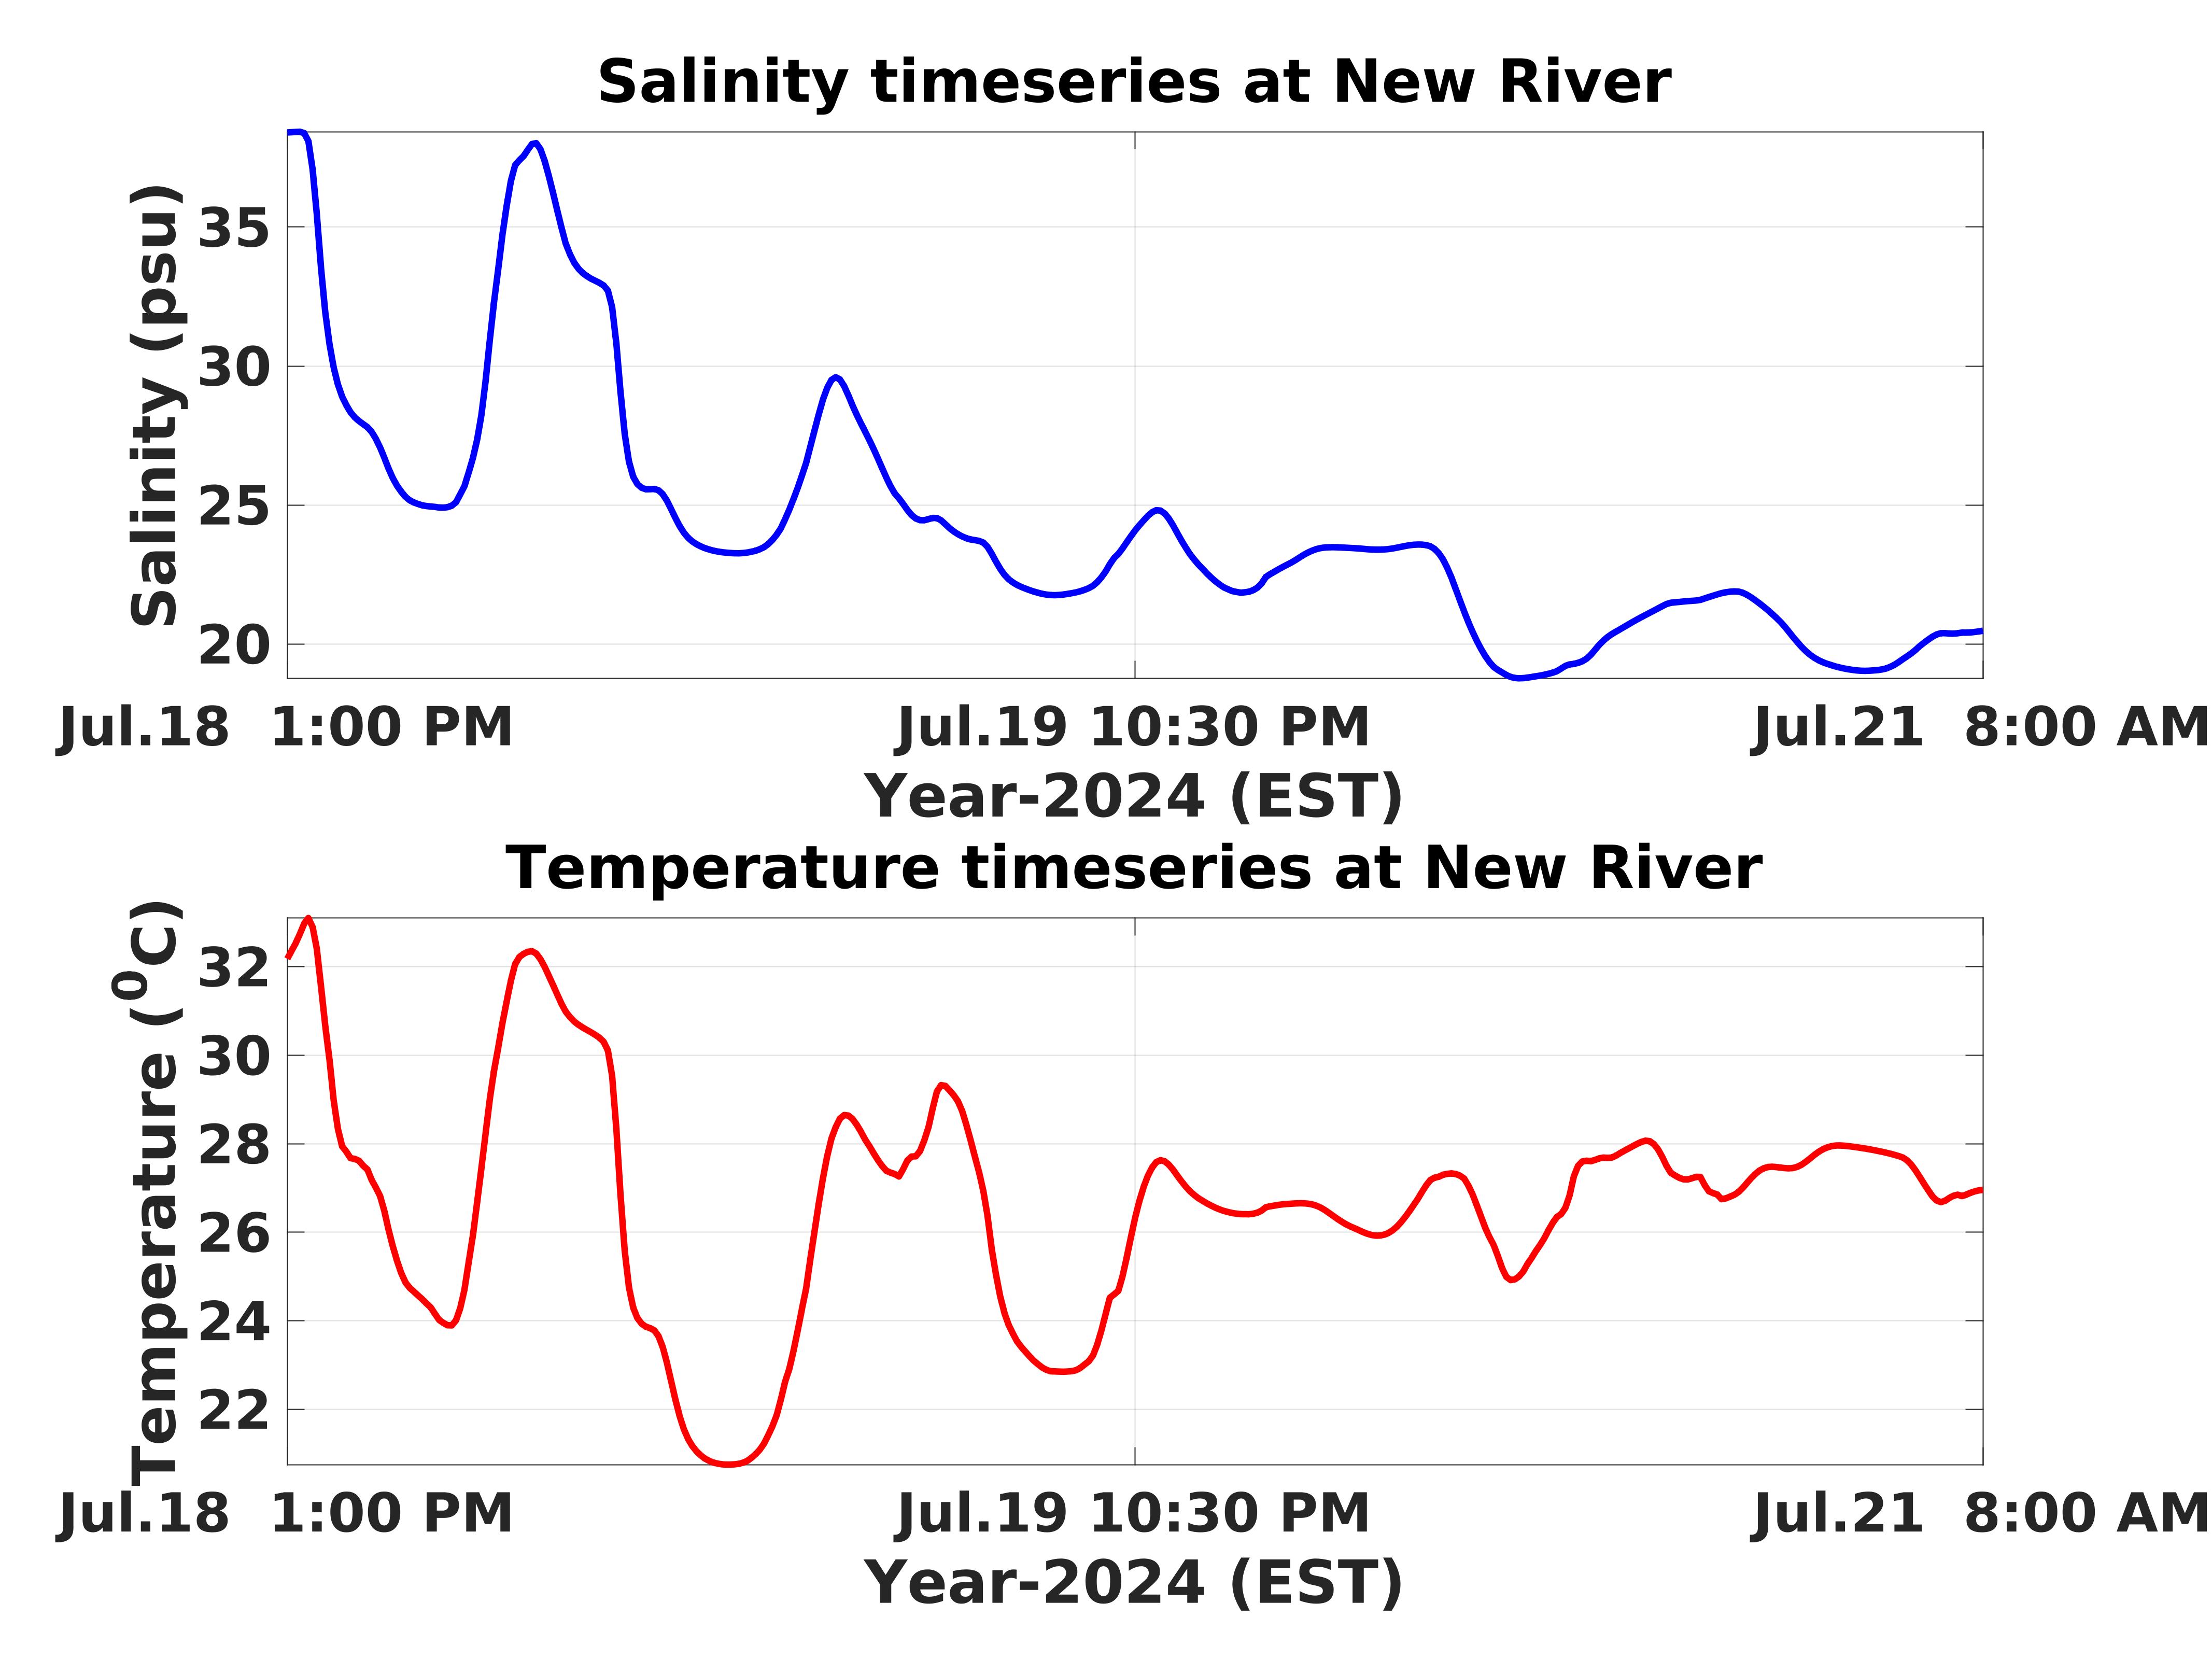 Salinity timeseries at New River
Salinity (psu)
35
30
25
20
Jul.18 1:00 PM Jul.19 10:30 PM Jul.21 8:00 AM
Year-2024 (EST)
Temperature timeseries at New River
Temperature (⁰C)
32
30
28
26
24
22
Jul.18 1:00 PM Jul.19 10:30 PM Jul.21 8:00 AM
Year-2024 (EST)